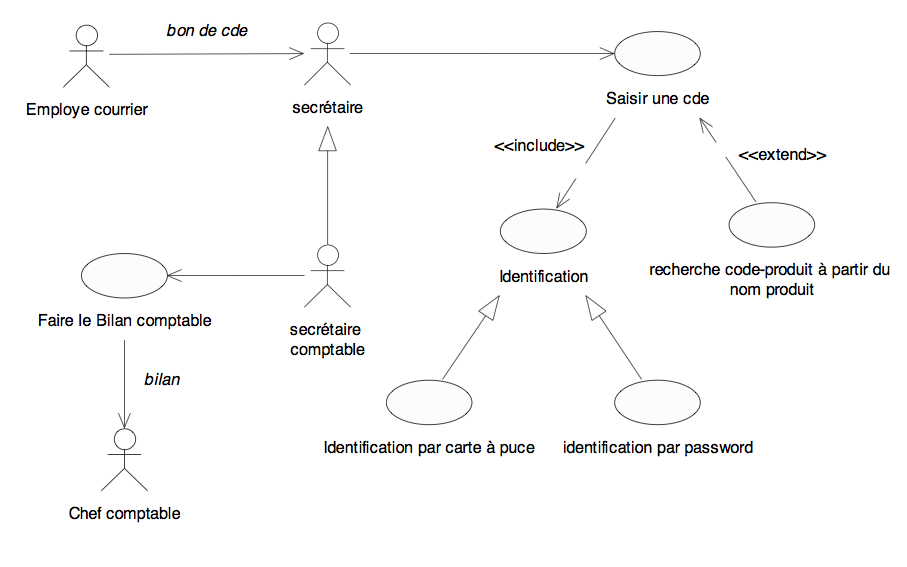 bon de cde
Employe courrier
secrétaire
Saisir une cde
<<include>>
<<extend>>
Identification
recherche code-produit à partir du
nom produit
Faire le Bilan comptable
secrétaire
comptable
bilan
Identification par carte à puce
identification par password
Chef comptable